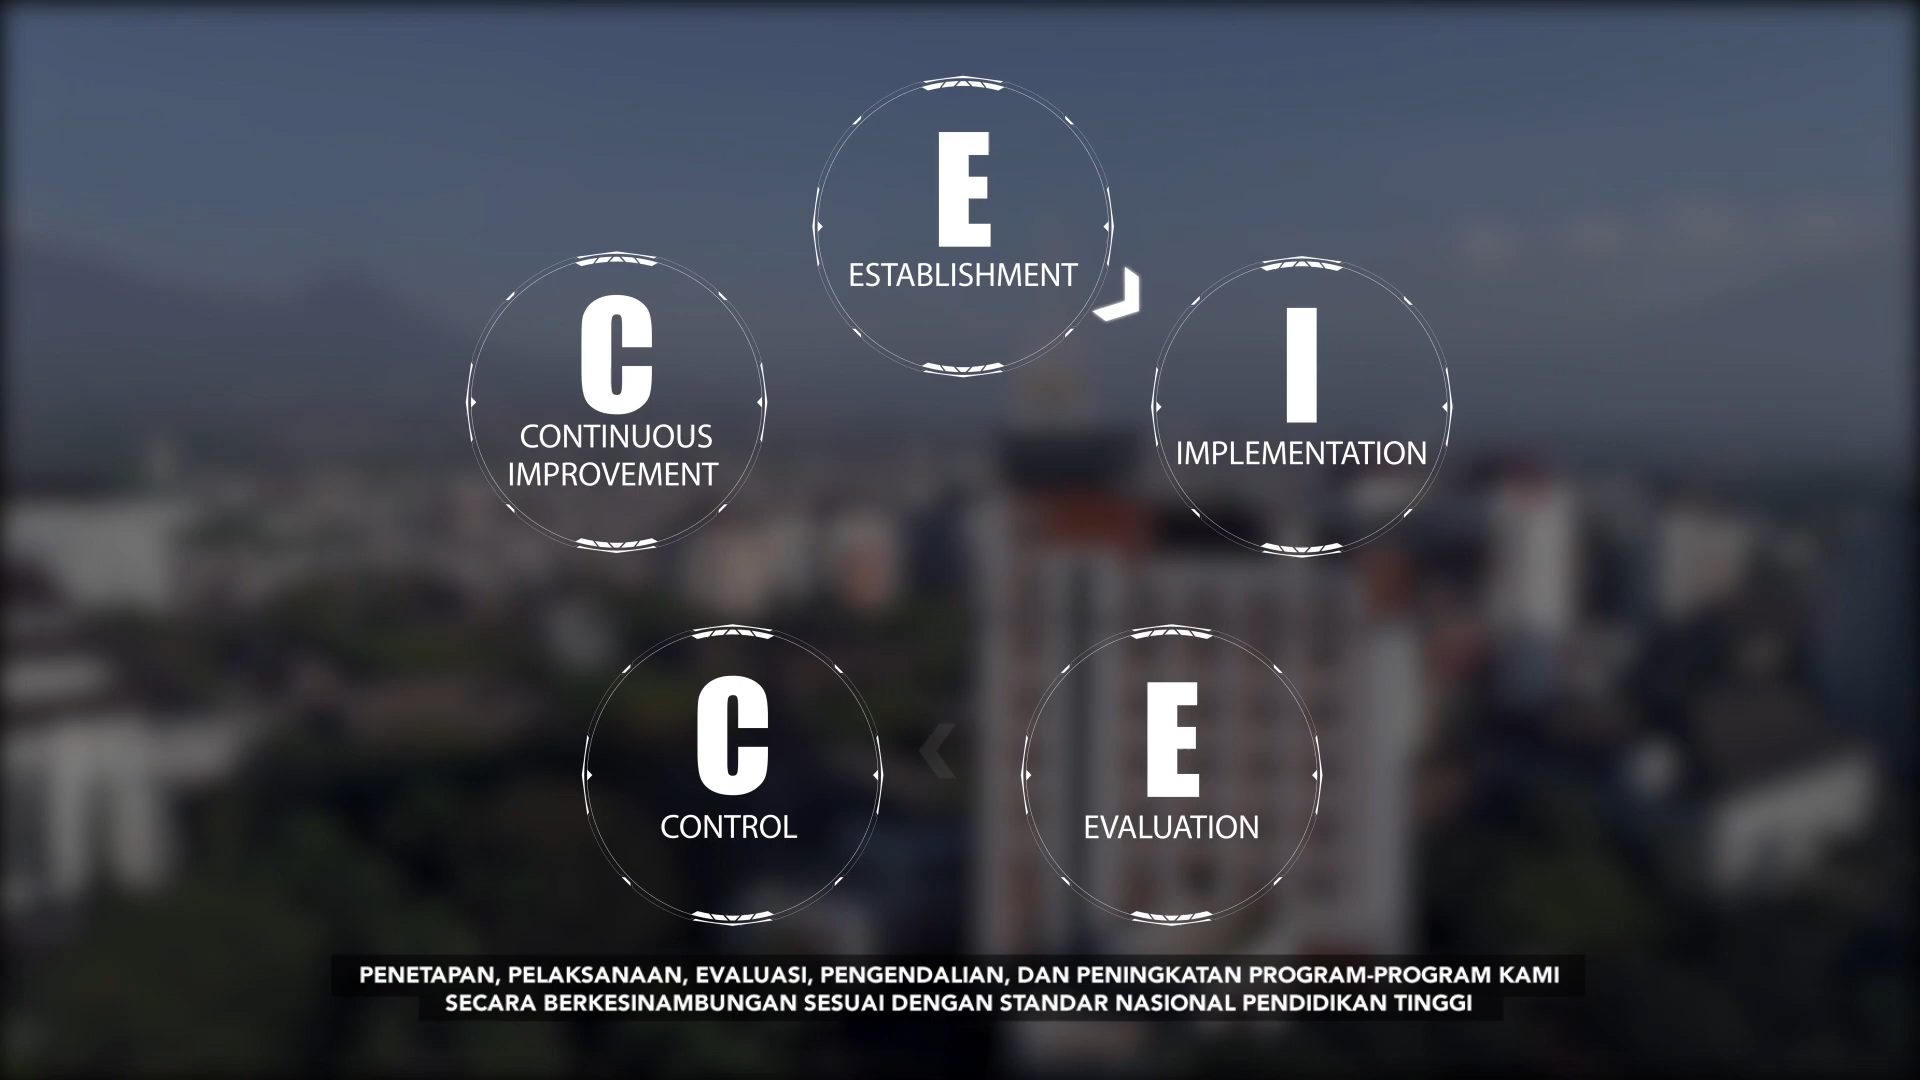 E
ESTABLISHMENT
I
IMPLEMENTATION
E
EVALUATION
C
CONTROL
C
CONTINUOUS
IMPROVEMENT
PENETAPAN, PELAKSANAAN, EVALUASI, PENGENDALIAN, DAN PENINGKATAN PROGRAM-PROGRAM KAMI
SECARA BERKESINAMBUNGAN SESUAI DENGAN STANDAR NASIONAL PENDIDIKAN TINGGI